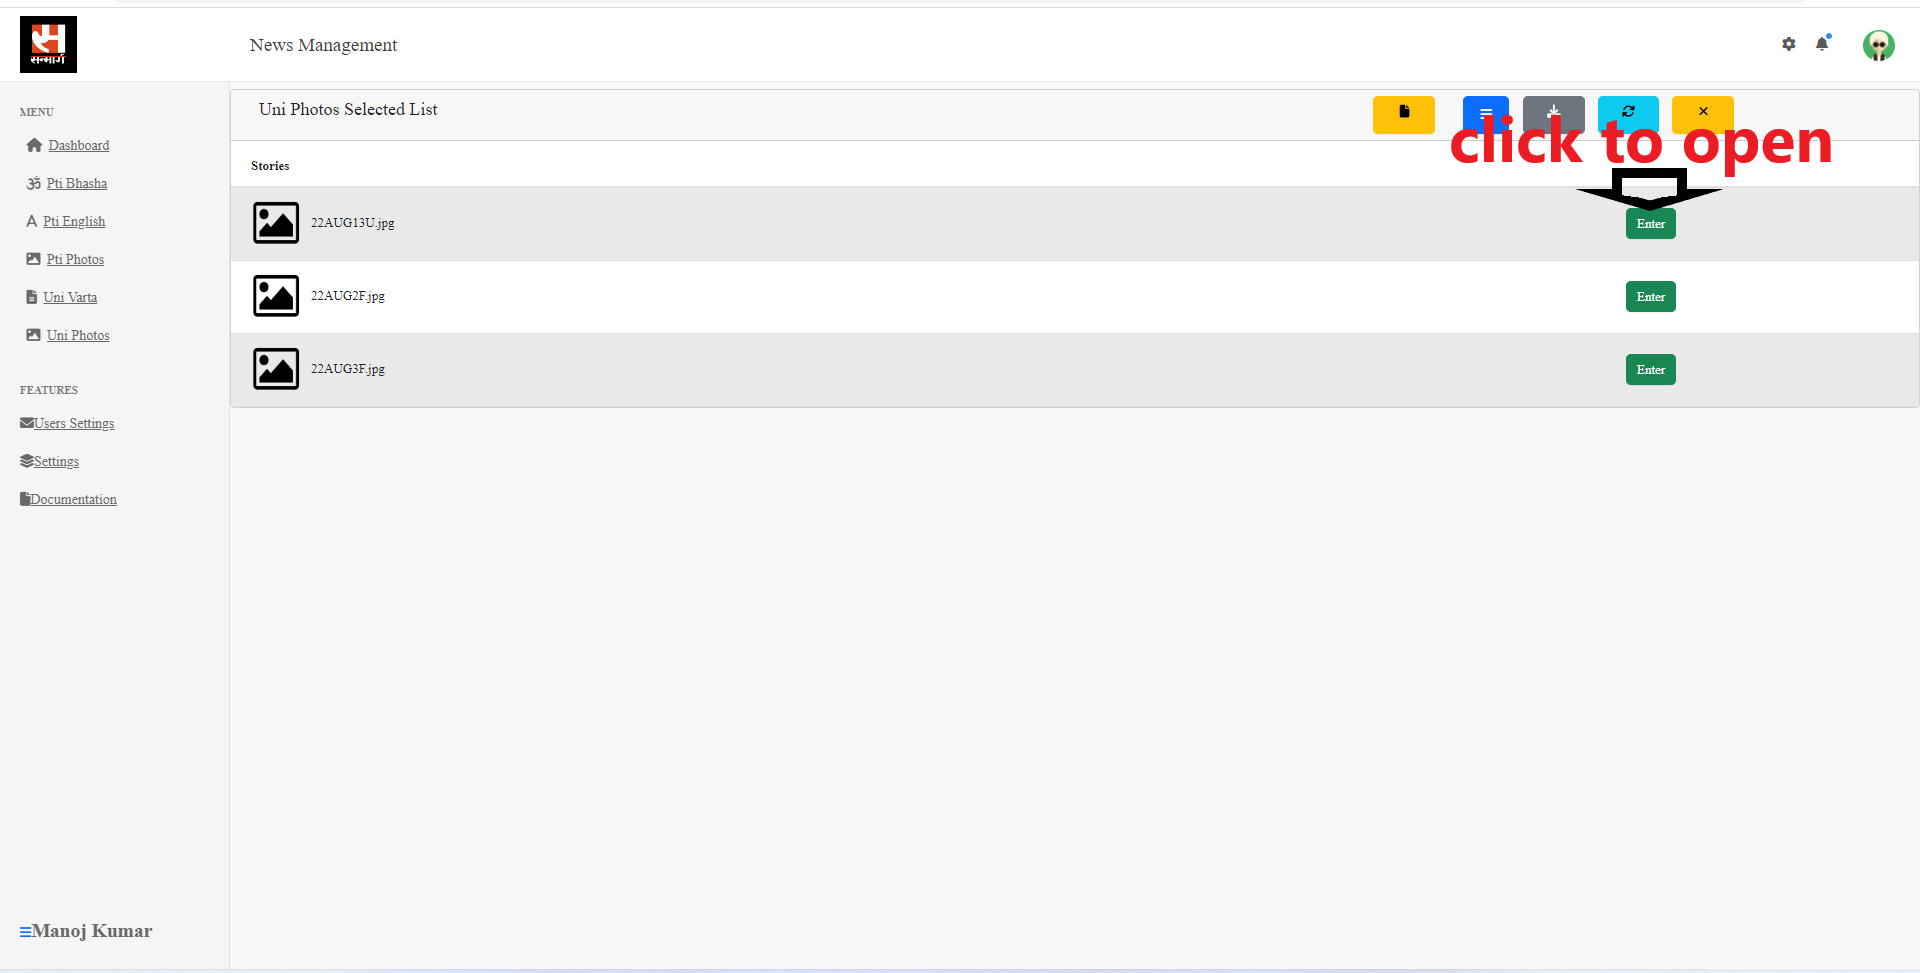 सन्मार्ग
News Management
MENU
Dashboard
Pti Bhasha
Pti English
Pti Photos
Uni Varta
Uni Photos
FEATURES
Users Settings
Settings
Documentation
Manoj Kumar
Uni Photos Selected List
click to open
Stories
22AUG13U.jpg Enter
22AUG2F.jpg Enter
22AUG3F.jpg Enter